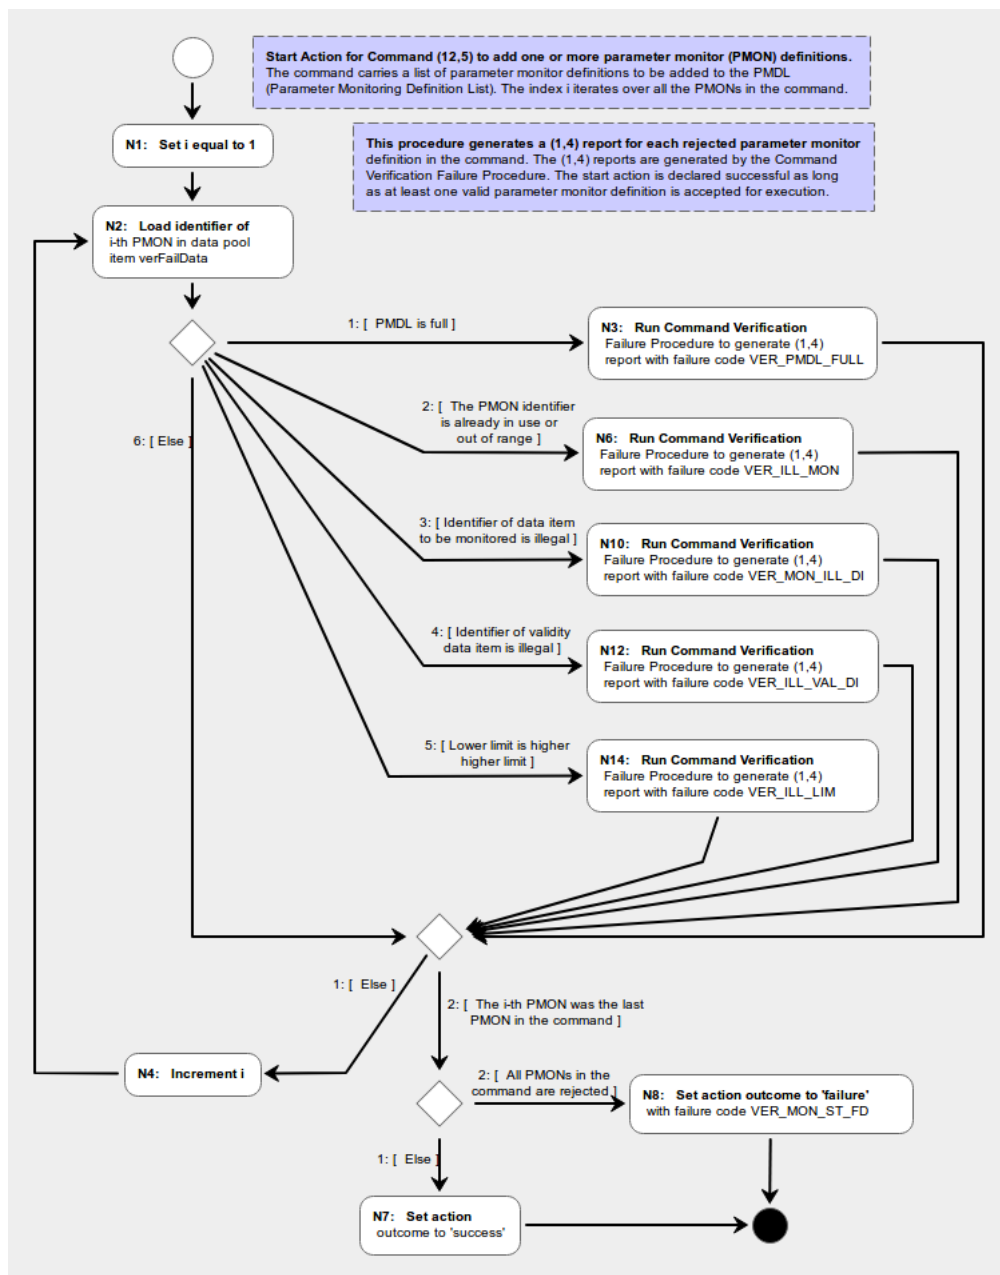 Start Action for Command (12,5) to add one or more parameter monitor (PMON) definitions.
The command carries a list of parameter monitor definitions to be added to the PMDL
(Parameter Monitoring Definition List). The index i iterates over all the PMONs in the command.
N1: Set i equal to 1
This procedure generates a (1,4) report for each rejected parameter monitor
definition in the command. The (1,4) reports are generated by the Command
Verification Failure Procedure. The start action is declared successful as long
as at least one valid parameter monitor definition is accepted for execution.
N2: Load identifier of
i-th PMON in data pool
item verFailData
1: [ PMDL is full ]
N3: Run Command Verification
Failure Procedure to generate (1,4)
report with failure code VER_PMDL_FULL
2: [ The PMON identifier
is already in use or
out of range ]
N6: Run Command Verification
Failure Procedure to generate (1,4)
report with failure code VER_ILL_MON
6: [ Else ]
3: [ Identifier of data item
to be monitored is illegal ]
N10: Run Command Verification
Failure Procedure to generate (1,4)
report with failure code VER_MON_ILL_DI
4: [ Identifier of validity
data item is illegal ]
N12: Run Command Verification
Failure Procedure to generate (1,4)
report with failure code VER_ILL_VAL_DI
5: [ Lower limit is higher
higher limit ]
N14: Run Command Verification
Failure Procedure to generate (1,4)
report with failure code VER_ILL_LIM
1: [ Else ]
2: [ The i-th PMON was the last
PMON in the command ]
N4: Increment i
2: [ All PMONs in the
command are rejected ]
N8: Set action outcome to 'failure'
with failure code VER_MON_ST_FD
1: [ Else ]
N7: Set action
outcome to 'success'